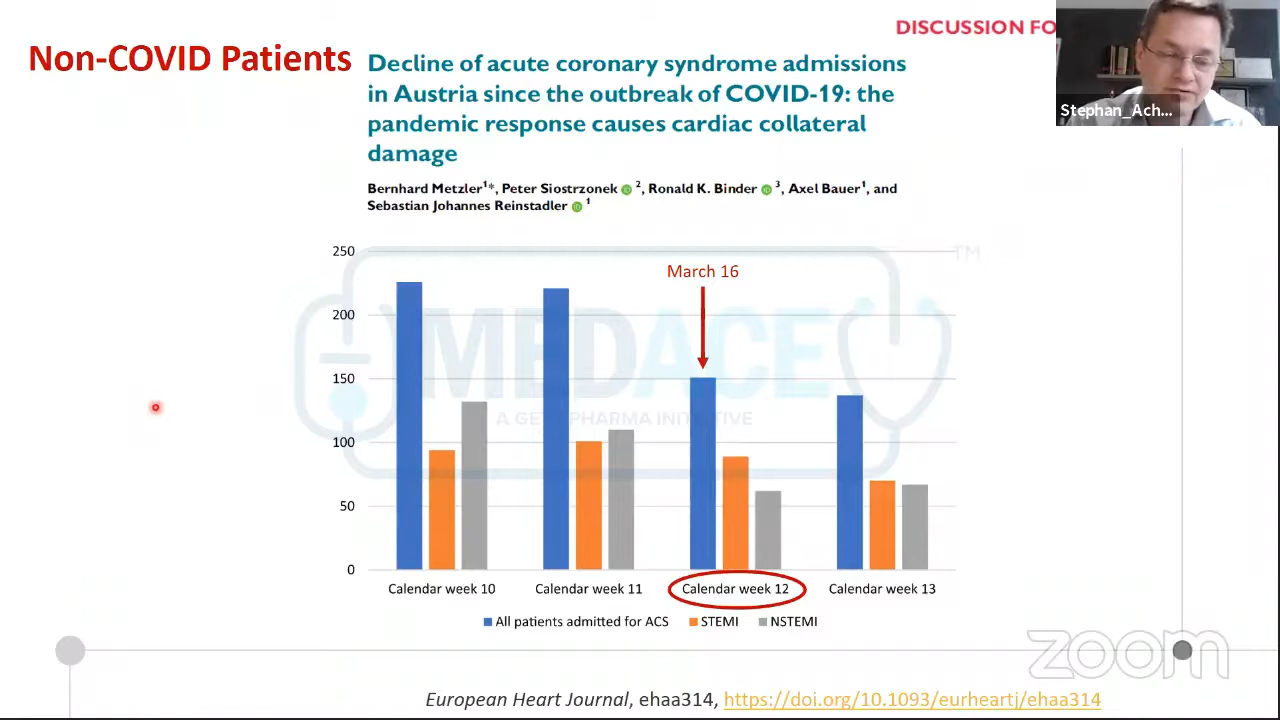 DISCUSSION FO
Non-COVID Patients
Decline of acute coronary syndrome admissions
in Austria since the outbreak of COVID-19: the
pandemic response causes cardiac collateral
damage
Stephan_Ach...
Bernhard Metzler1*, Peter Siostrzonek 2, Ronald K. Binder 3, Axel Bauer1, and
Sebastian Johannes Reinstadler 1
250
200
150
100
50
0
TM
March 16
MEDACE
A GETZ PHARMA INITIATIVE
Calendar week 10
Calendar week 11
Calendar week 12
Calendar week 13
All patients admitted for ACS
STEMI
NSTEMI
zoom
European Heart Journal, ehaa314, https://doi.org/10.1093/eurheartj/ehaa314